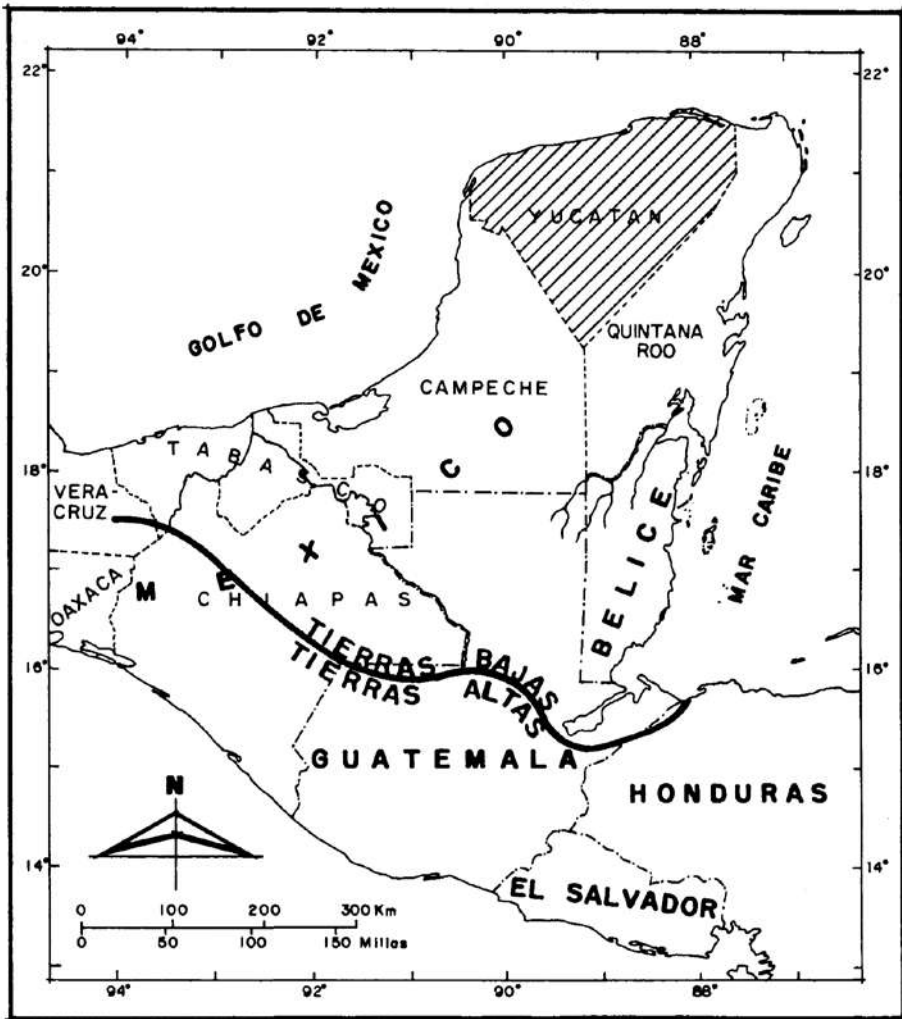 94° 92° 90° 88°
22° 22°
YUCATAN
GOLFO DE MEXICO
20° 20°
QUINTANA
ROO
CAMPECHE
TABASCO
18° 18°
VERA-
CRUZ
MEXICO
BELICE
MAR CARIBE
OAXACA
CHIAPAS
TIERRAS BAJAS
TIERRAS ALTAS
16° 16°
GUATEMALA
HONDURAS
N
14° 14°
EL SALVADOR
0 100 200 300 Km
0 50 100 150 Millas
94° 92° 90° 88°